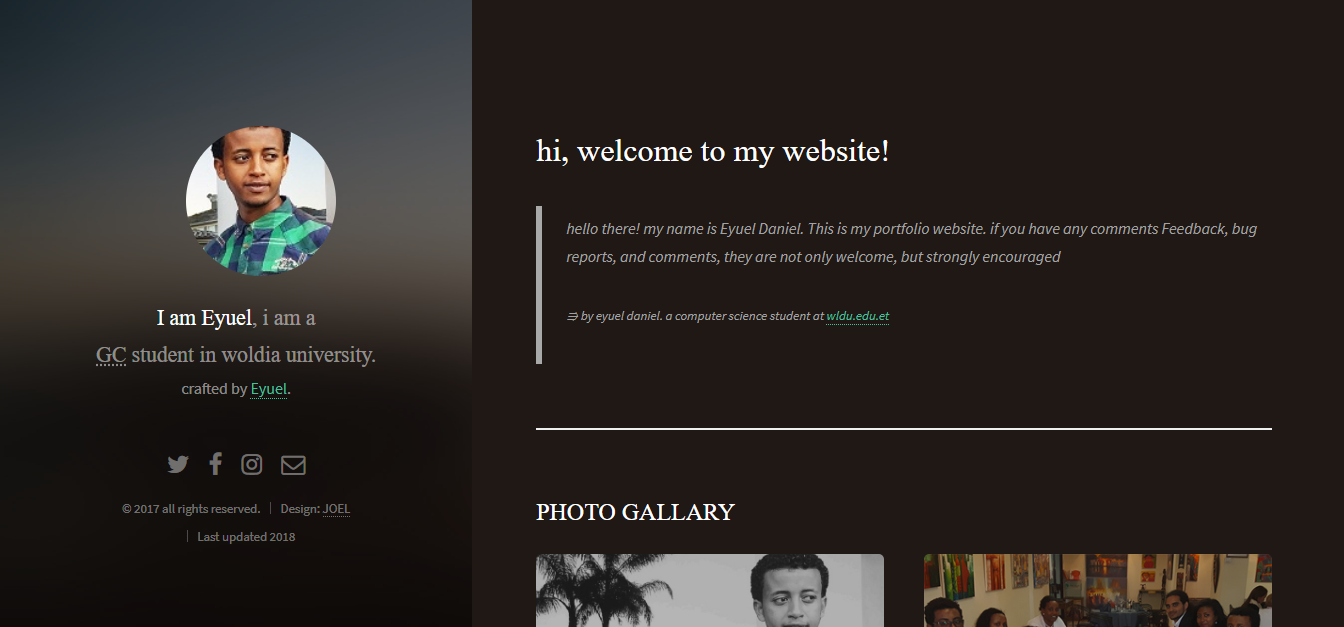 I am Eyuel, i am a
GC student in woldia university.
crafted by Eyuel.
© 2017 all rights reserved. | Design: JOEL
| Last updated 2018
hi, welcome to my website!
hello there! my name is Eyuel Daniel. This is my portfolio website. if you have any comments Feedback, bug
reports, and comments, they are not only welcome, but strongly encouraged
⋾ by eyuel daniel. a computer science student at wldu.edu.et
PHOTO GALLARY